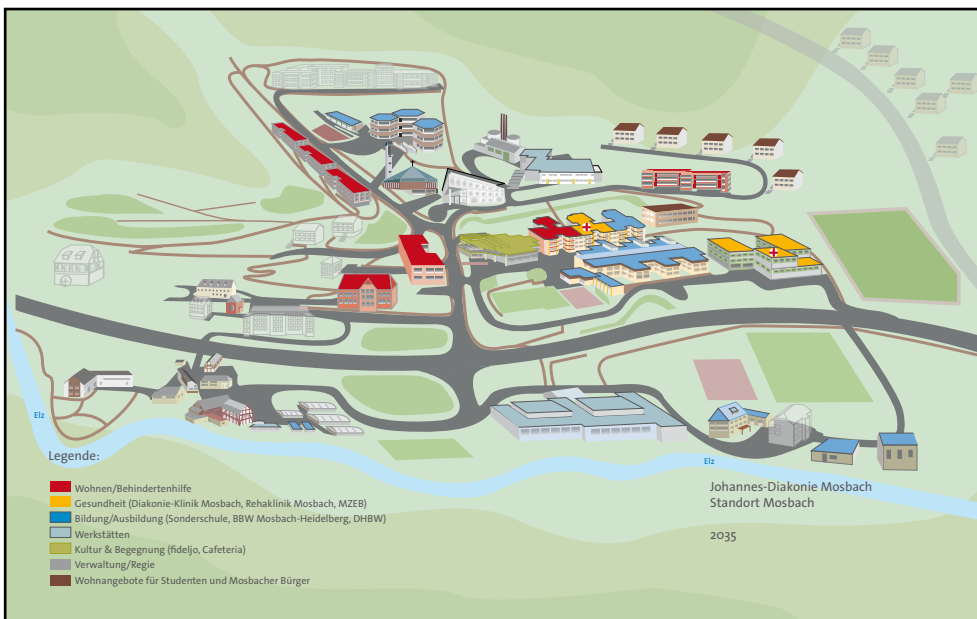 Elz
Elz
Legende:
Wohnen/Behindertenhilfe
Gesundheit (Diakonie-Klinik Mosbach, Rehaklinik Mosbach, MZEB)
Bildung/Ausbildung (Sonderschule, BBW Mosbach-Heidelberg, DHBW)
Werkstätten
Kultur & Begegnung (fideljo, Cafeteria)
Verwaltung/Regie
Wohnangebote für Studenten und Mosbacher Bürger
Johannes-Diakonie Mosbach
Standort Mosbach
2035